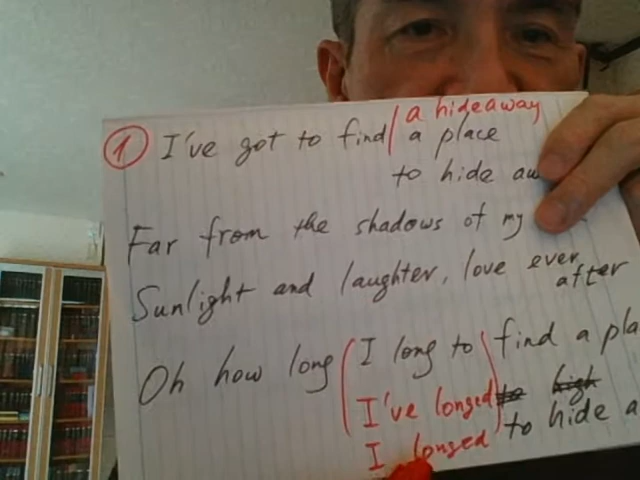 a hideaway
1 I've got to find a place
to hide aw
Far from the shadows of my
Sunlight and laughter, love ever
after
Oh how long I long to find a pla
I've longed
I longed to hide a